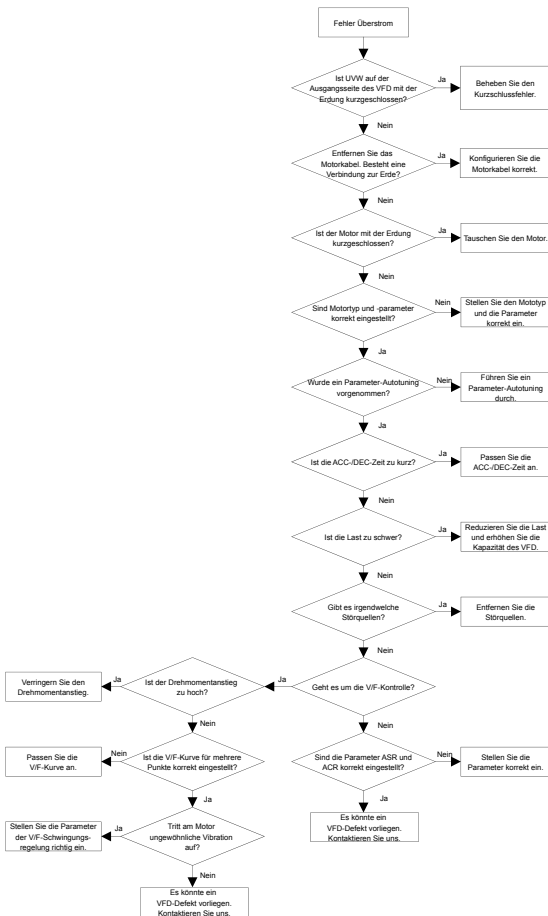 Fehler Überstrom
Ist UVW auf der
Ausgangsseite des VFD mit der
Erdung kurzgeschlossen?
Ja
Beheben Sie den
Kurzschlussfehler.
Nein
Entfernen Sie das
Motorkabel. Besteht eine
Verbindung zur Erde?
Ja
Konfigurieren Sie die
Motorkabel korrekt.
Nein
Ist der Motor mit der Erdung
kurzgeschlossen?
Ja
Tauschen Sie den Motor.
Nein
Sind Motortyp und -parameter
korrekt eingestellt?
Nein
Stellen Sie den Mototyp
und die Parameter
korrekt ein.
Ja
Wurde ein Parameter-Autotuning
vorgenommen?
Nein
Führen Sie ein
Parameter-Autotuning
durch.
Ja
Ist die ACC-/DEC-Zeit zu kurz?
Ja
Passen Sie die
ACC-/DEC-Zeit an.
Nein
Ist die Last zu schwer?
Ja
Reduzieren Sie die Last
und erhöhen Sie die
Kapazität des VFD.
Nein
Gibt es irgendwelche
Störquellen?
Ja
Entfernen Sie die
Störquellen.
Nein
Geht es um die V/F-Kontrolle?
Ja
Ist der Drehmomentanstieg
zu hoch?
Ja
Verringern Sie den
Drehmomentanstieg.
Nein
Nein
Ist die V/F-Kurve für mehrere
Punkte korrekt eingestellt?
Nein
Passen Sie die
V/F-Kurve an.
Sind die Parameter ASR und
ACR korrekt eingestellt?
Nein
Stellen Sie die
Parameter korrekt ein.
Ja
Ja
Tritt am Motor
ungewöhnliche Vibration
auf?
Ja
Stellen Sie die Parameter
der V/F-Schwingungs-
regelung richtig ein.
Es könnte ein
VFD-Defekt vorliegen.
Kontaktieren Sie uns.
Nein
Es könnte ein
VFD-Defekt vorliegen.
Kontaktieren Sie uns.